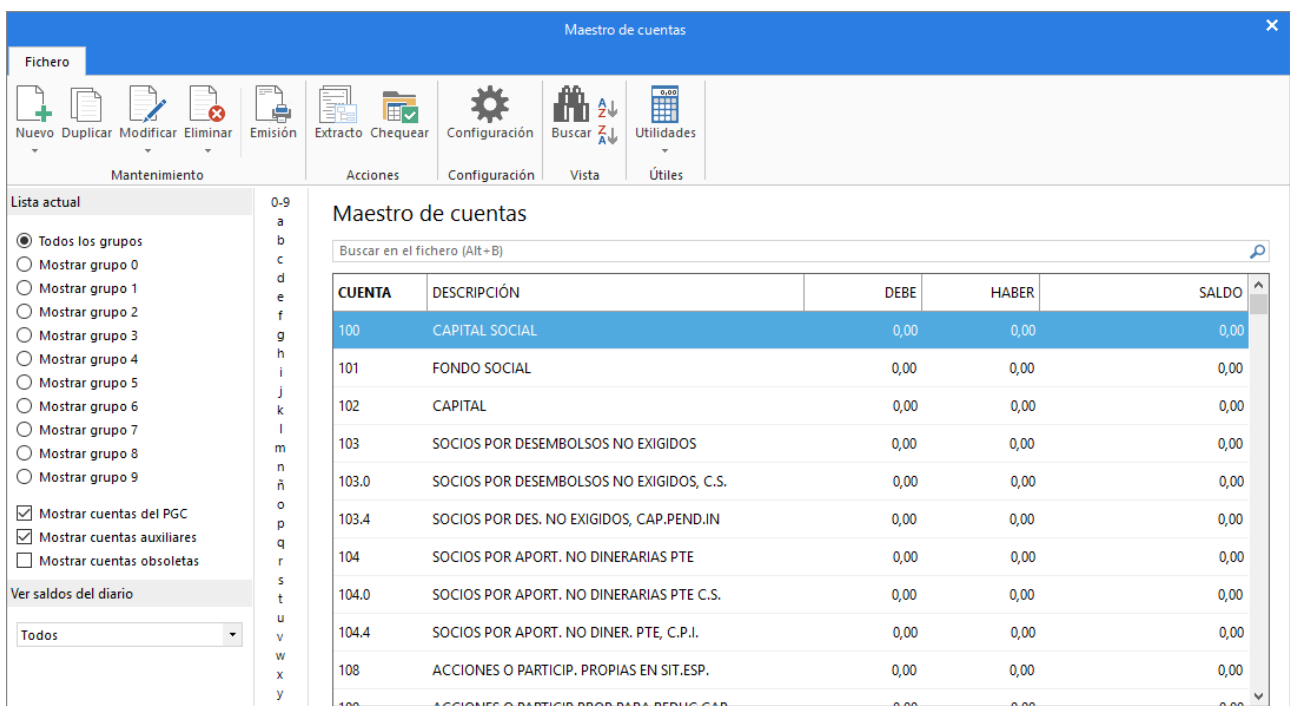 Maestro de cuentas
Fichero
Nuevo Duplicar Modificar Eliminar Emisión Extracto Chequear Configuración Buscar Utilidades
Mantenimiento Acciones Configuración Vista Útiles
Lista actual
Todos los grupos
Mostrar grupo 0
Mostrar grupo 1
Mostrar grupo 2
Mostrar grupo 3
Mostrar grupo 4
Mostrar grupo 5
Mostrar grupo 6
Mostrar grupo 7
Mostrar grupo 8
Mostrar grupo 9
Mostrar cuentas del PGC
Mostrar cuentas auxiliares
Mostrar cuentas obsoletas
Ver saldos del diario
Todos
0-9
a
b
c
d
e
f
g
h
i
j
k
l
m
n
ñ
o
p
q
r
s
t
u
v
w
x
y
Maestro de cuentas
Buscar en el fichero (Alt+B)
CUENTA DESCRIPCIÓN DEBE HABER SALDO
100 CAPITAL SOCIAL 0,00 0,00 0,00
101 FONDO SOCIAL 0,00 0,00 0,00
102 CAPITAL 0,00 0,00 0,00
103 SOCIOS POR DESEMBOLSOS NO EXIGIDOS 0,00 0,00 0,00
103.0 SOCIOS POR DESEMBOLSOS NO EXIGIDOS, C.S. 0,00 0,00 0,00
103.4 SOCIOS POR DES. NO EXIGIDOS, CAP.PEND.IN 0,00 0,00 0,00
104 SOCIOS POR APORT. NO DINERARIAS PTE 0,00 0,00 0,00
104.0 SOCIOS POR APORT. NO DINERARIAS PTE C.S. 0,00 0,00 0,00
104.4 SOCIOS POR APORT. NO DINER. PTE, C.P.I. 0,00 0,00 0,00
108 ACCIONES O PARTICIP. PROPIAS EN SIT.ESP. 0,00 0,00 0,00